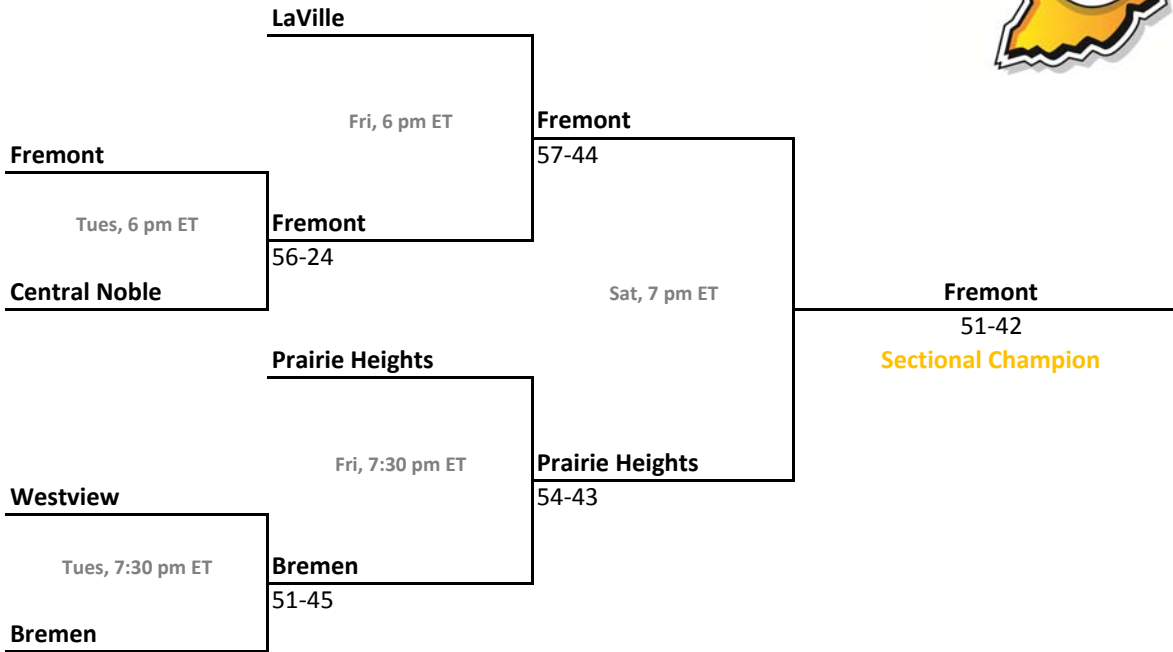 LaVille
Fri, 6 pm ET
Fremont
Fremont
57-44
Tues, 6 pm ET
Fremont
56-24
Central Noble
Sat, 7 pm ET
Fremont
51-42
Prairie Heights
Sectional Champion
Fri, 7:30 pm ET
Prairie Heights
Westview
54-43
Tues, 7:30 pm ET
Bremen
51-45
Bremen